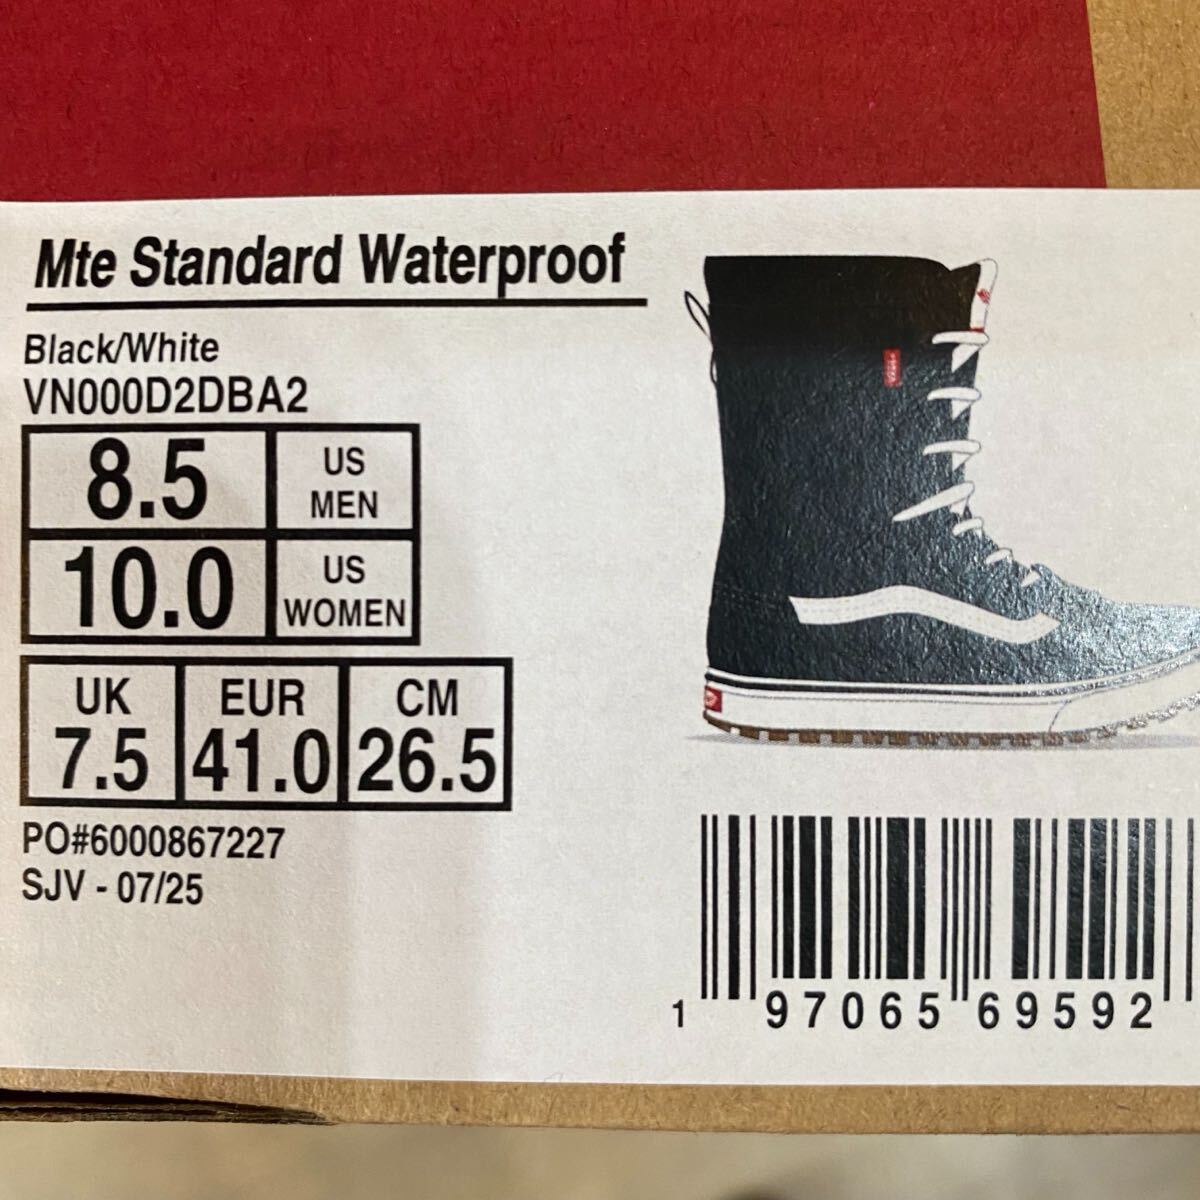 Mte Standard Waterproof
Black/White
VN000D2DBA2
8.5 US MEN
10.0 US WOMEN
UK EUR CM
7.5 41.0 26.5
PO#6000867227
SJV - 07/25
1 97065 69592